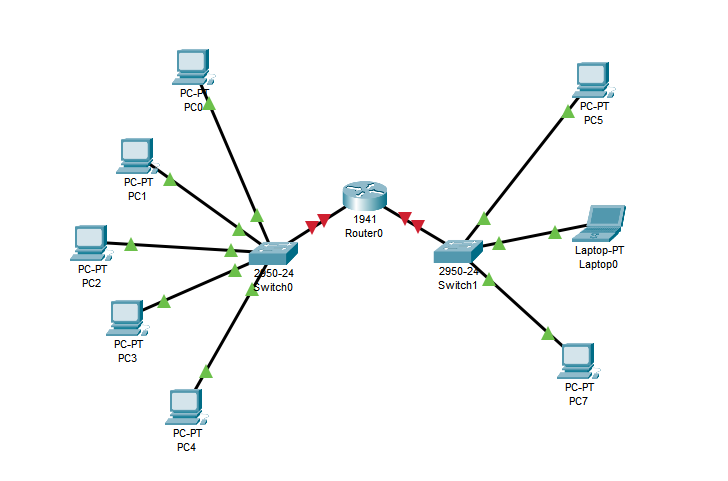 PC-PT
PC0
PC-PT
PC1
PC-PT
PC2
PC-PT
PC3
PC-PT
PC4
2950-24
Switch0
1941
Router0
2950-24
Switch1
PC-PT
PC5
Laptop-PT
Laptop0
PC-PT
PC7